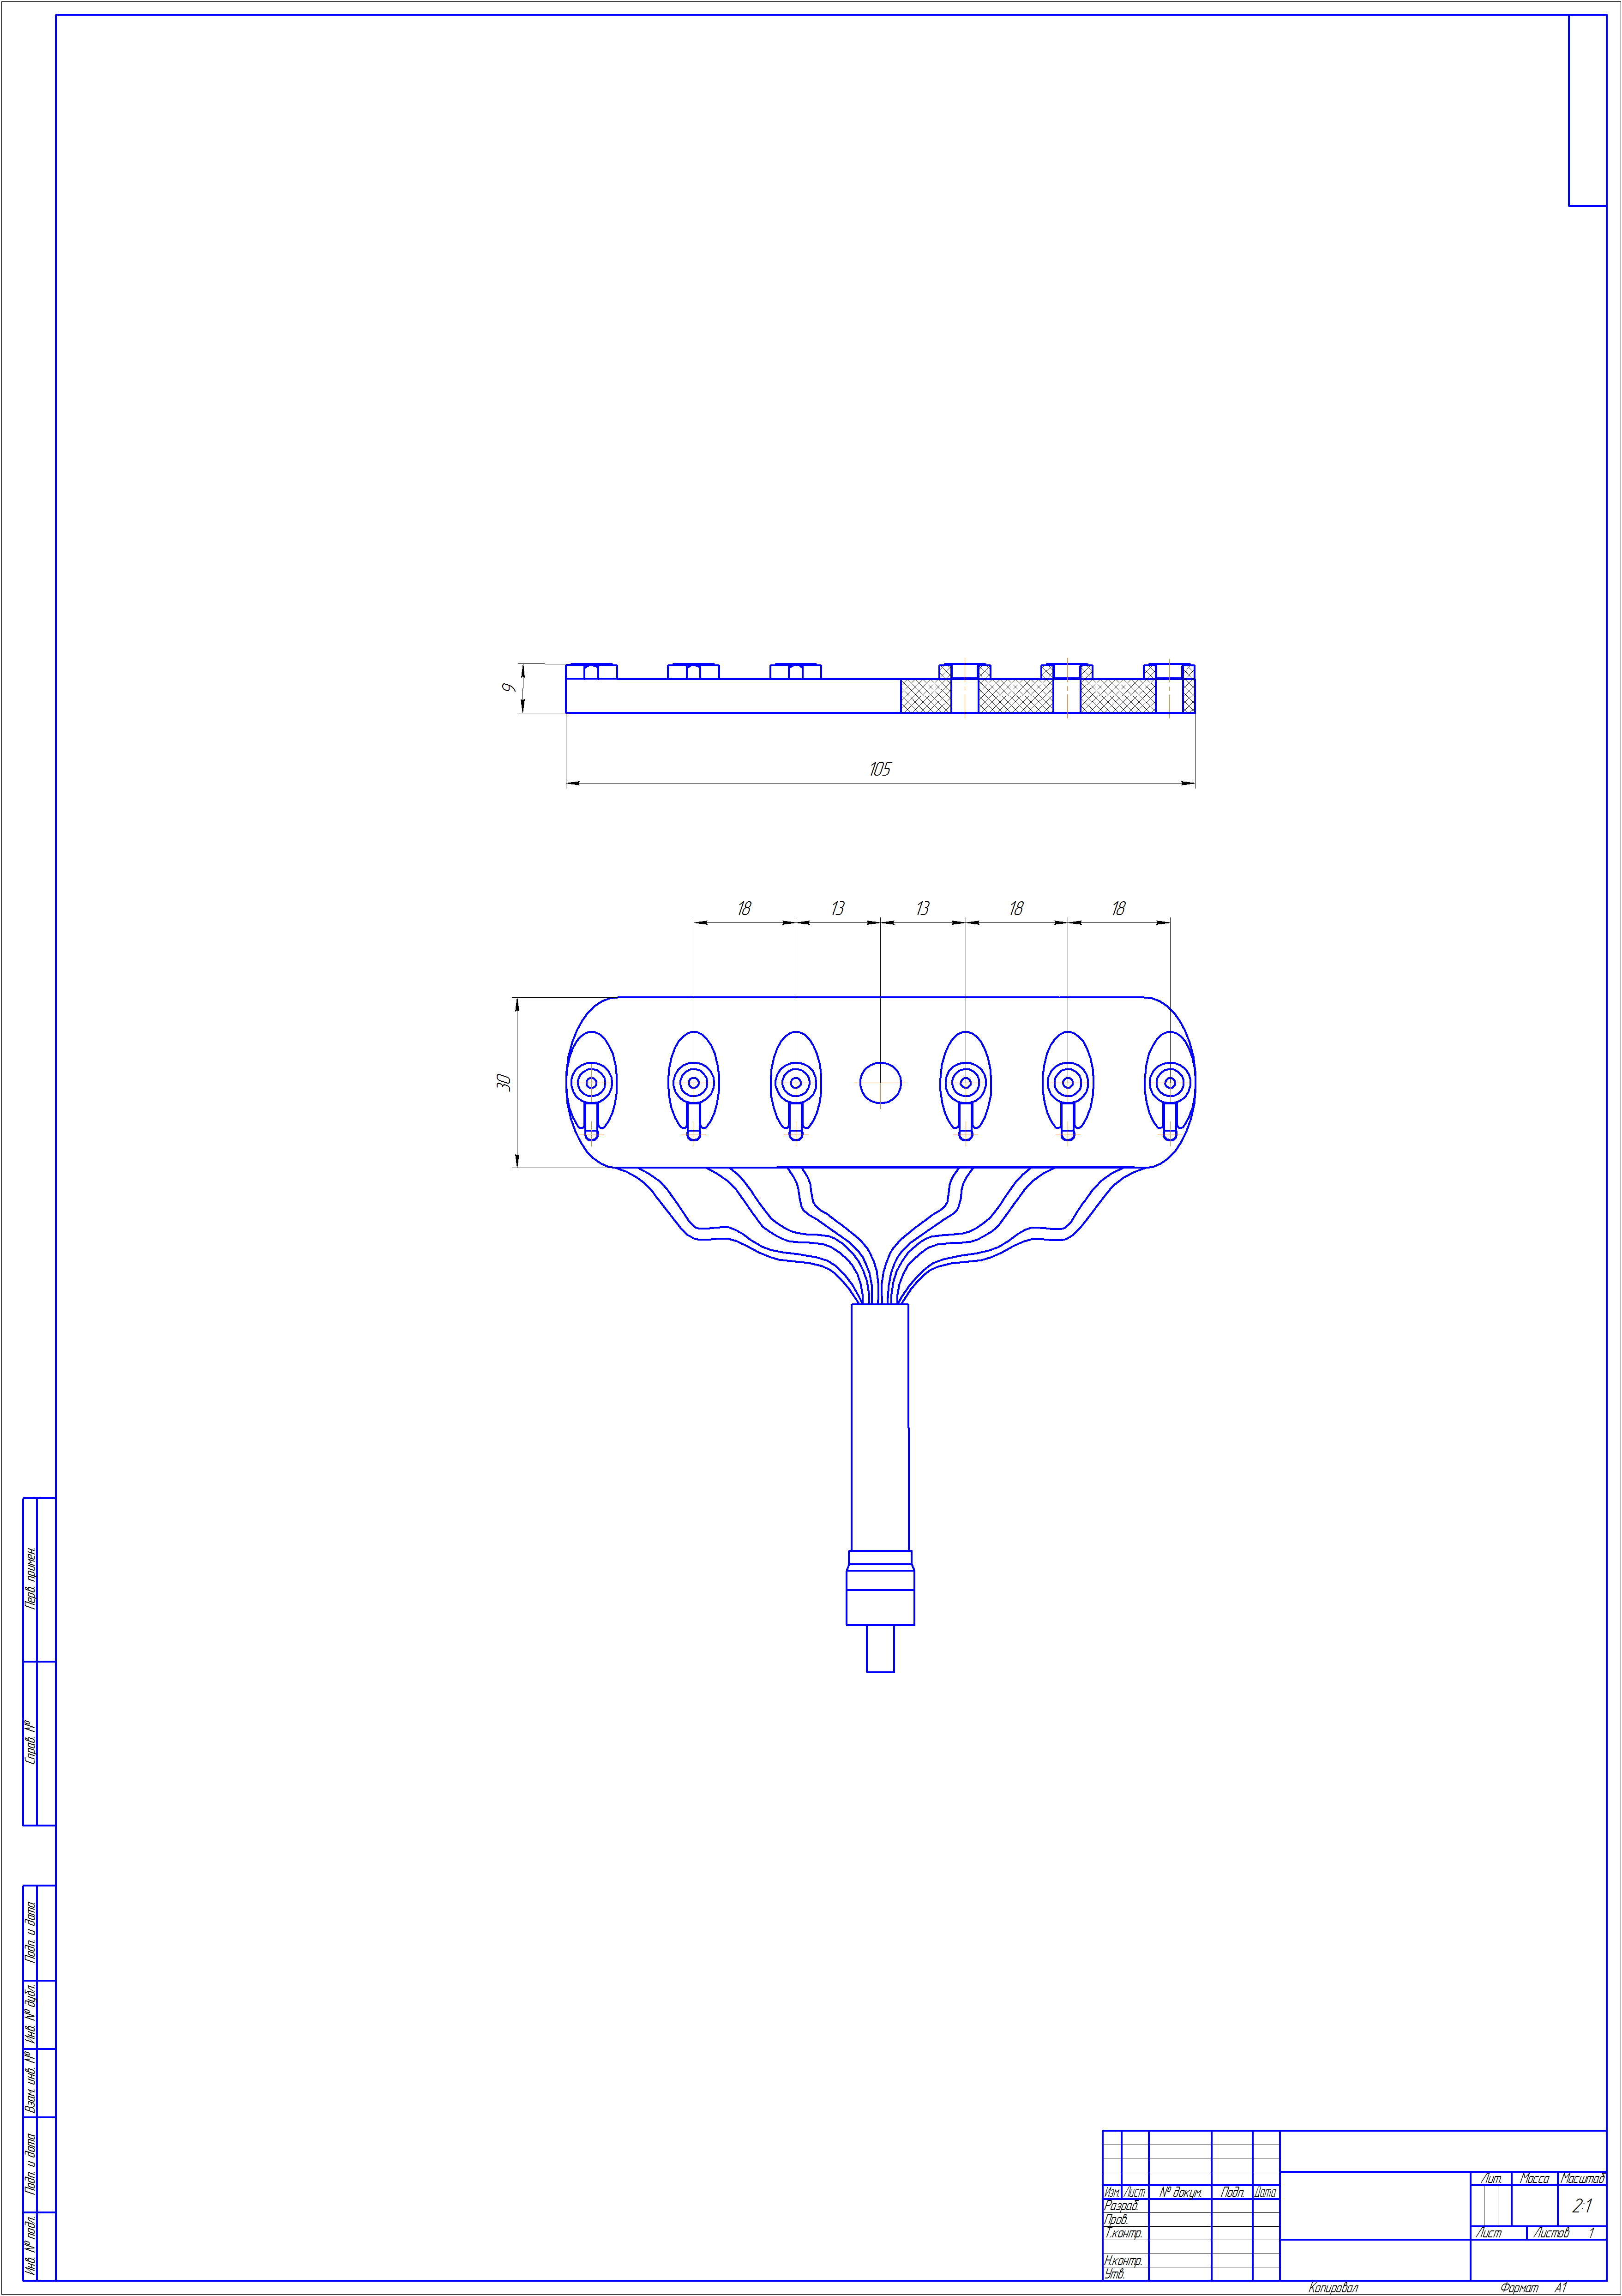 9
105
18 13 13 18 18
30
Перв. примен.
Справ. №
Подп. и дата
Инв. № дубл.
Взам. инв. №
Подп. и дата
Инв. № подл.
Лит. Масса Масштаб
Изм. Лист № докум. Подп. Дата
Разраб.
2:1
Пров.
Т.контр.
Лист Листов 1
Н.контр.
Утв.
Копировал Формат А1